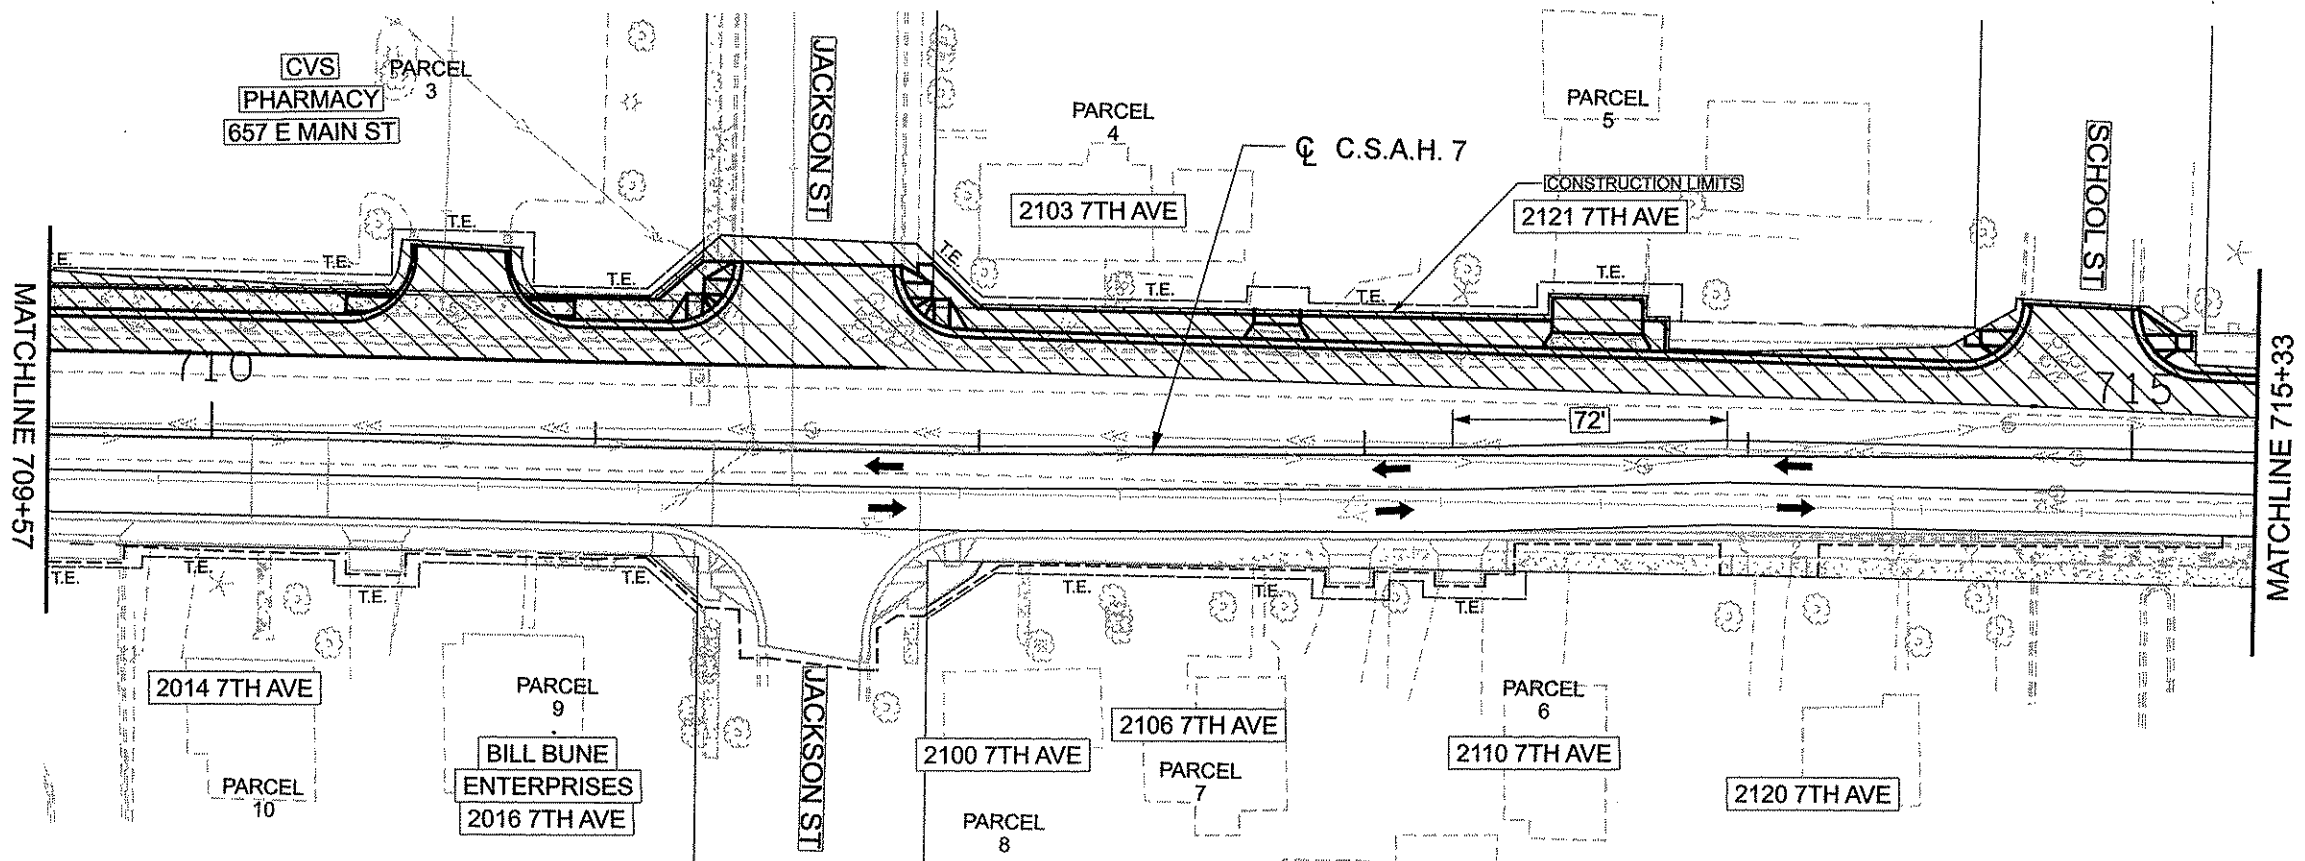 CVS
PHARMACY
657 E MAIN ST
PARCEL
3
JACKSON ST
PARCEL
4
2103 7TH AVE
℄ C.S.A.H. 7
PARCEL
5
CONSTRUCTION LIMITS
2121 7TH AVE
SCHOOL ST
T.E.
T.E.
T.E.
T.E.
T.E.
T.E.
T.E.
T.E.
MATCHLINE 709+57
710
715
72'
MATCHLINE 715+33
T.E.
T.E.
T.E.
T.E.
T.E.
T.E.
T.E.
2014 7TH AVE
PARCEL
10
PARCEL
9
BILL BUNE
ENTERPRISES
2016 7TH AVE
JACKSON ST
2100 7TH AVE
PARCEL
8
2106 7TH AVE
PARCEL
7
PARCEL
6
2110 7TH AVE
2120 7TH AVE